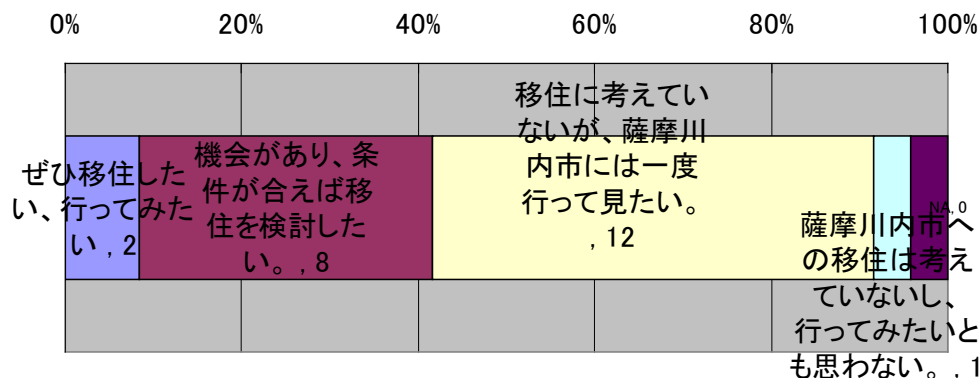 0% 20% 40% 60% 80% 100%
ぜひ移住した
い、行ってみた
い , 2
機会があり、条
件が合えば移
住を検討した
い。 , 8
移住に考えてい
ないが、薩摩川
内市には一度
行って見たい。
, 12
薩摩川内市へ
の移住は考え
ていないし、
行ってみたいと
も思わない。 , 1
NA, 0